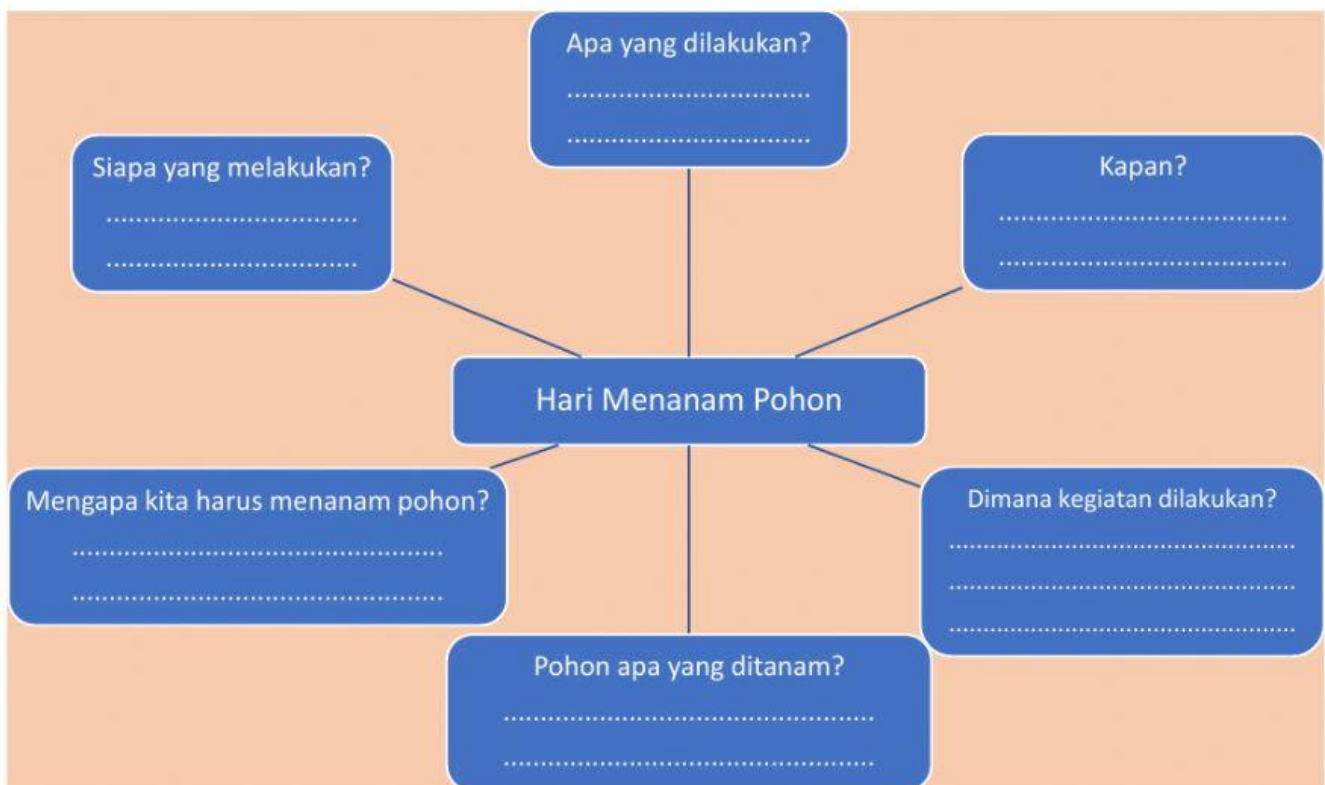 Apa yang dilakukan?
.................................
.................................
Siapa yang melakukan?
..................................
..................................
Kapan?
.......................................
.......................................
Hari Menanam Pohon
Mengapa kita harus menanam pohon?
..................................................
..................................................
Dimana kegiatan dilakukan?
...................................................
...................................................
...................................................
Pohon apa yang ditanam?
..................................................
..................................................